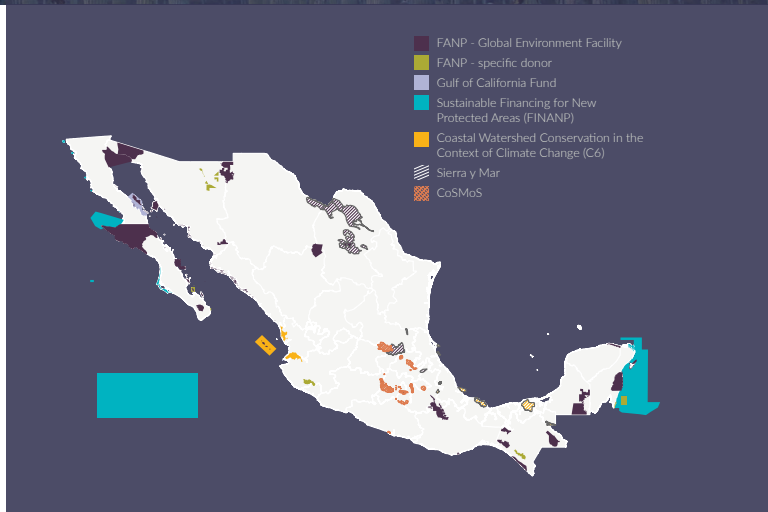 FANP - Global Environment Facility
FANP - specific donor
Gulf of California Fund
Sustainable Financing for New
Protected Areas (FINANP)
Coastal Watershed Conservation in the
Context of Climate Change (C6)
Sierra y Mar
CoSMoS